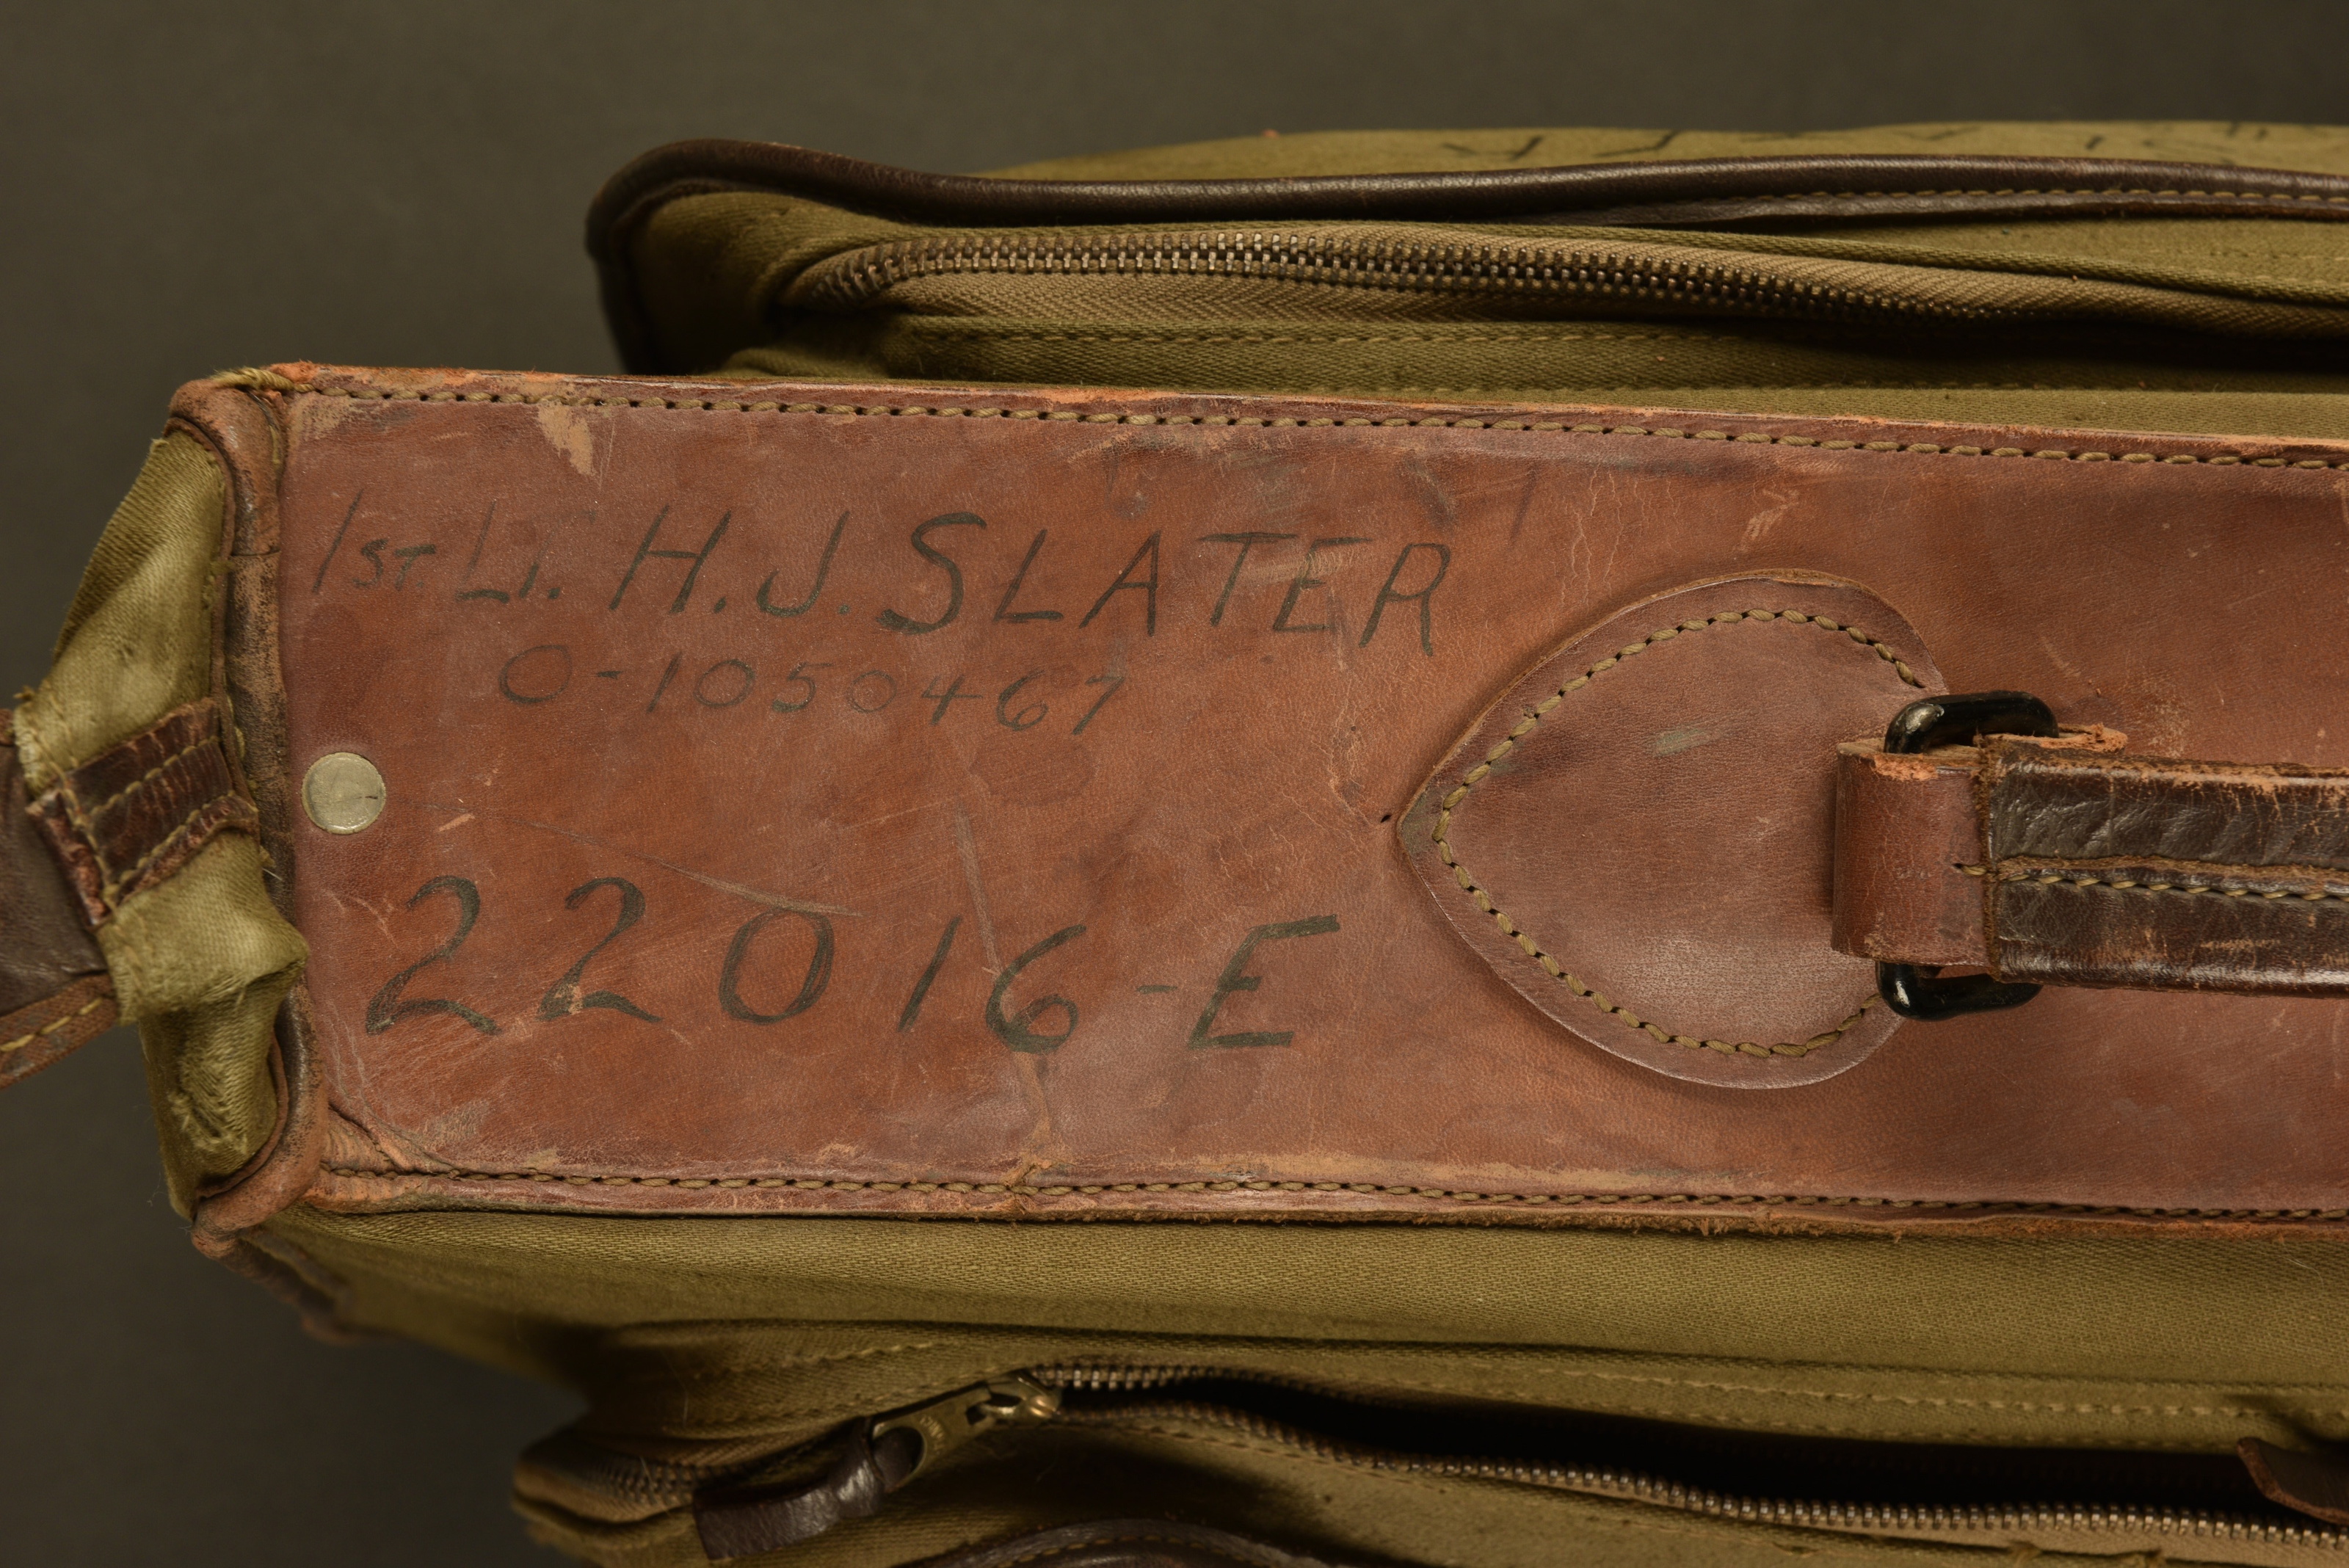 1ST. LT. H. J. SLATER
O-1050467
22016-E